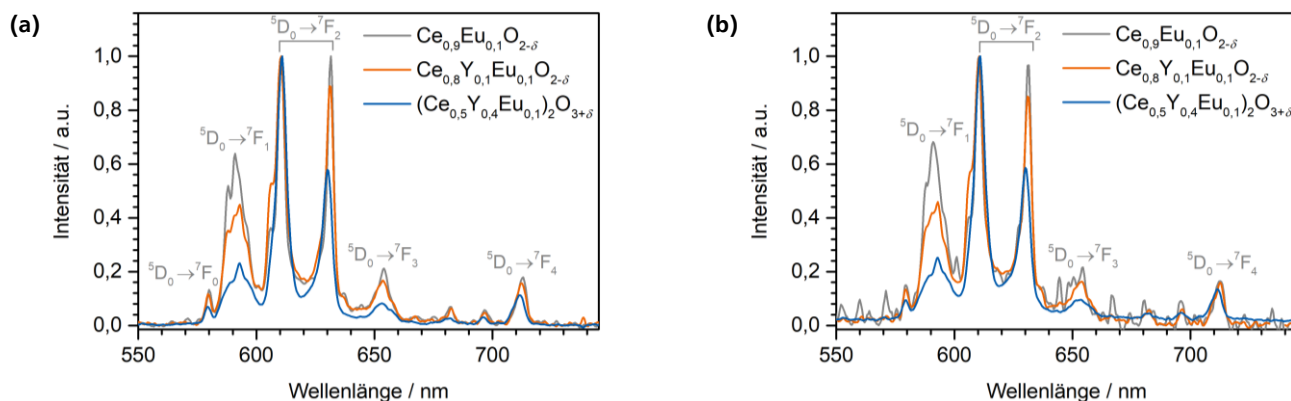 (a)
⁵D₀→⁷F₂
Ce₀,₉Eu₀,₁O₂₋δ
Ce₀,₈Y₀,₁Eu₀,₁O₂₋δ
(Ce₀,₅Y₀,₄Eu₀,₁)₂O₃₊δ
⁵D₀→⁷F₁
⁵D₀→⁷F₀
⁵D₀→⁷F₃
⁵D₀→⁷F₄
Intensität / a.u.
1,0
0,8
0,6
0,4
0,2
0,0
550
600
650
700
Wellenlänge / nm
(b)
⁵D₀→⁷F₂
Ce₀,₉Eu₀,₁O₂₋δ
Ce₀,₈Y₀,₁Eu₀,₁O₂₋δ
(Ce₀,₅Y₀,₄Eu₀,₁)₂O₃₊δ
⁵D₀→⁷F₁
⁵D₀→⁷F₃
⁵D₀→⁷F₄
Intensität / a.u.
1,0
0,8
0,6
0,4
0,2
0,0
550
600
650
700
Wellenlänge / nm